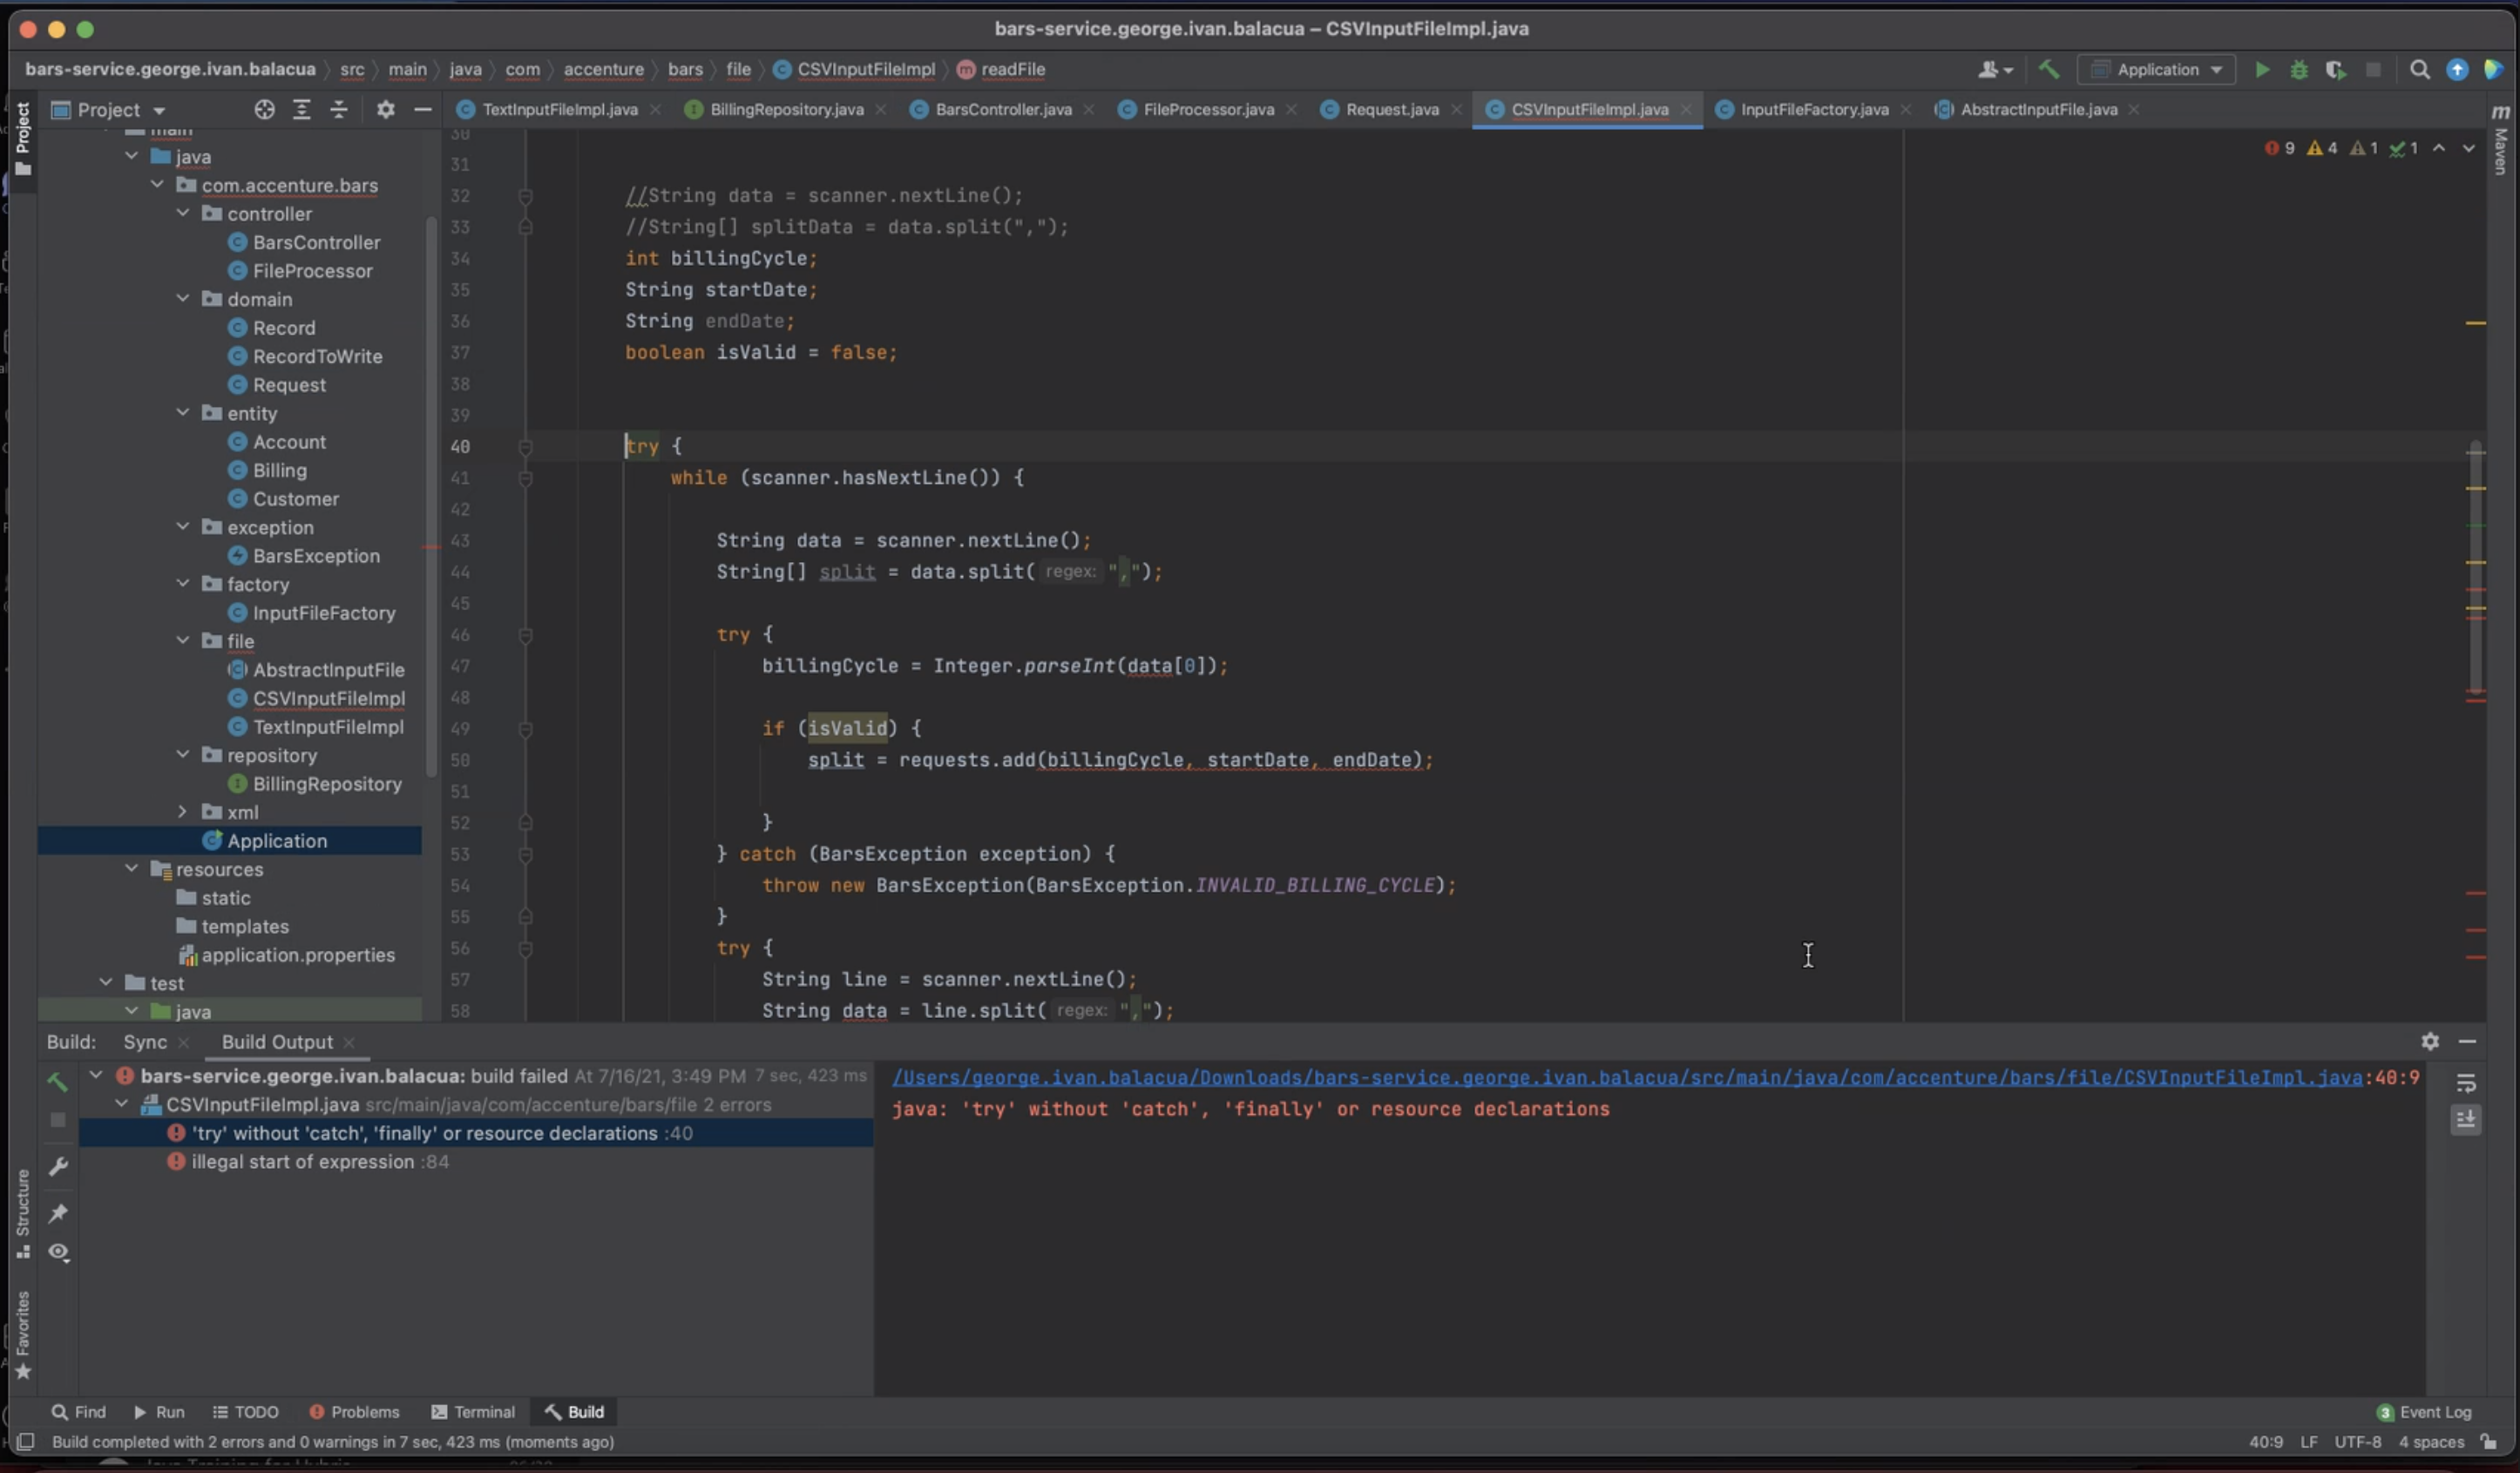 bars-service.george.ivan.balacua – CSVInputFileImpl.java
bars-service.george.ivan.balacua 〉 src 〉 main 〉 java 〉 com 〉 accenture 〉 bars 〉 file 〉 CSVInputFileImpl 〉 readFile
Application
Project
Project
TextInputFileImpl.java
BillingRepository.java
BarsController.java
FileProcessor.java
Request.java
CSVInputFileImpl.java
InputFileFactory.java
AbstractInputFile.java
Maven
9 4 1 1
main
java
com.accenture.bars
controller
BarsController
FileProcessor
domain
Record
RecordToWrite
Request
entity
Account
Billing
Customer
exception
BarsException
factory
InputFileFactory
file
AbstractInputFile
CSVInputFileImpl
TextInputFileImpl
repository
BillingRepository
xml
Application
resources
static
templates
application.properties
test
java
30
31
32 //String data = scanner.nextLine();
33 //String[] splitData = data.split(",");
34 int billingCycle;
35 String startDate;
36 String endDate;
37 boolean isValid = false;
38
39
40 try {
41 while (scanner.hasNextLine()) {
42
43 String data = scanner.nextLine();
44 String[] split = data.split( regex: ",");
45
46 try {
47 billingCycle = Integer.parseInt(data[0]);
48
49 if (isValid) {
50 split = requests.add(billingCycle, startDate, endDate);
51
52 }
53 } catch (BarsException exception) {
54 throw new BarsException(BarsException.INVALID_BILLING_CYCLE);
55 }
56 try {
57 String line = scanner.nextLine();
58 String data = line.split( regex: ",");
Build: Sync Build Output
bars-service.george.ivan.balacua: build failed At 7/16/21, 3:49 PM 7 sec, 423 ms
CSVInputFileImpl.java src/main/java/com/accenture/bars/file 2 errors
'try' without 'catch', 'finally' or resource declarations :40
illegal start of expression :84
/Users/george.ivan.balacua/Downloads/bars-service.george.ivan.balacua/src/main/java/com/accenture/bars/file/CSVInputFileImpl.java:40:9
java: 'try' without 'catch', 'finally' or resource declarations
Structure
Favorites
Find Run TODO Problems Terminal Build
3 Event Log
Build completed with 2 errors and 0 warnings in 7 sec, 423 ms (moments ago)
40:9 LF UTF-8 4 spaces